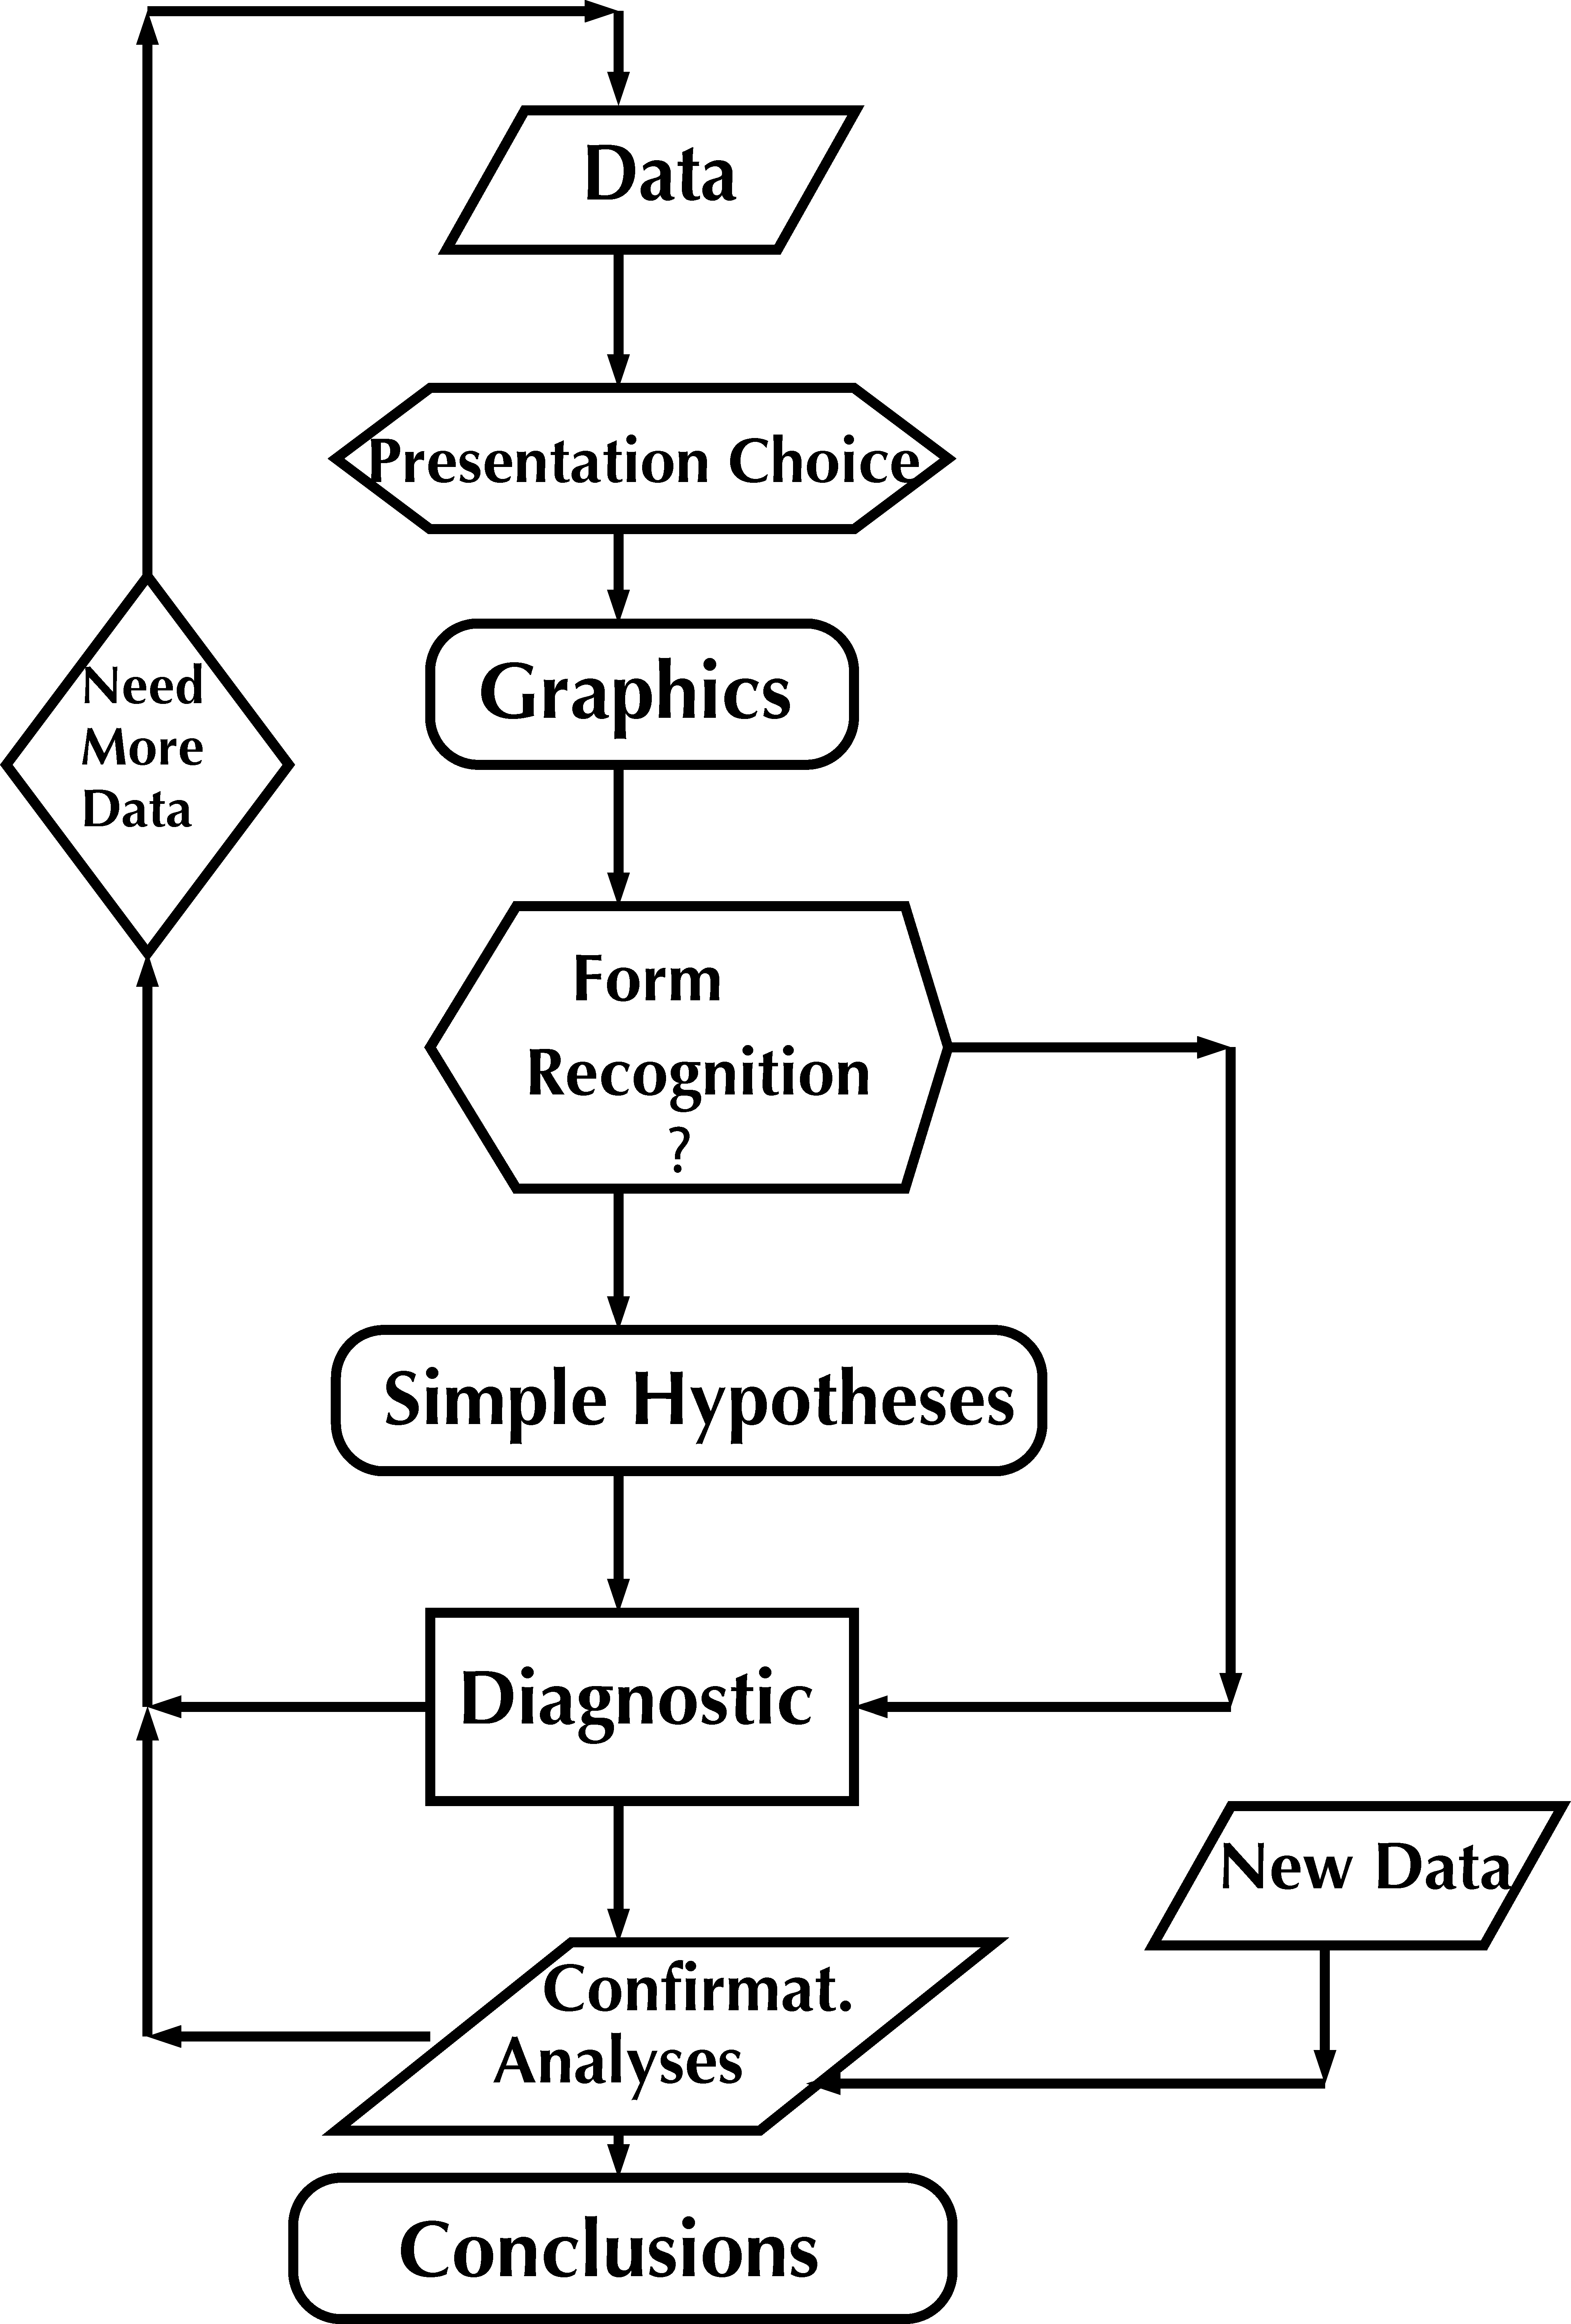 Data
Presentation Choice
Graphics
Need
More
Data
Form
Recognition
?
Simple Hypotheses
Diagnostic
New Data
Confirmat.
Analyses
Conclusions